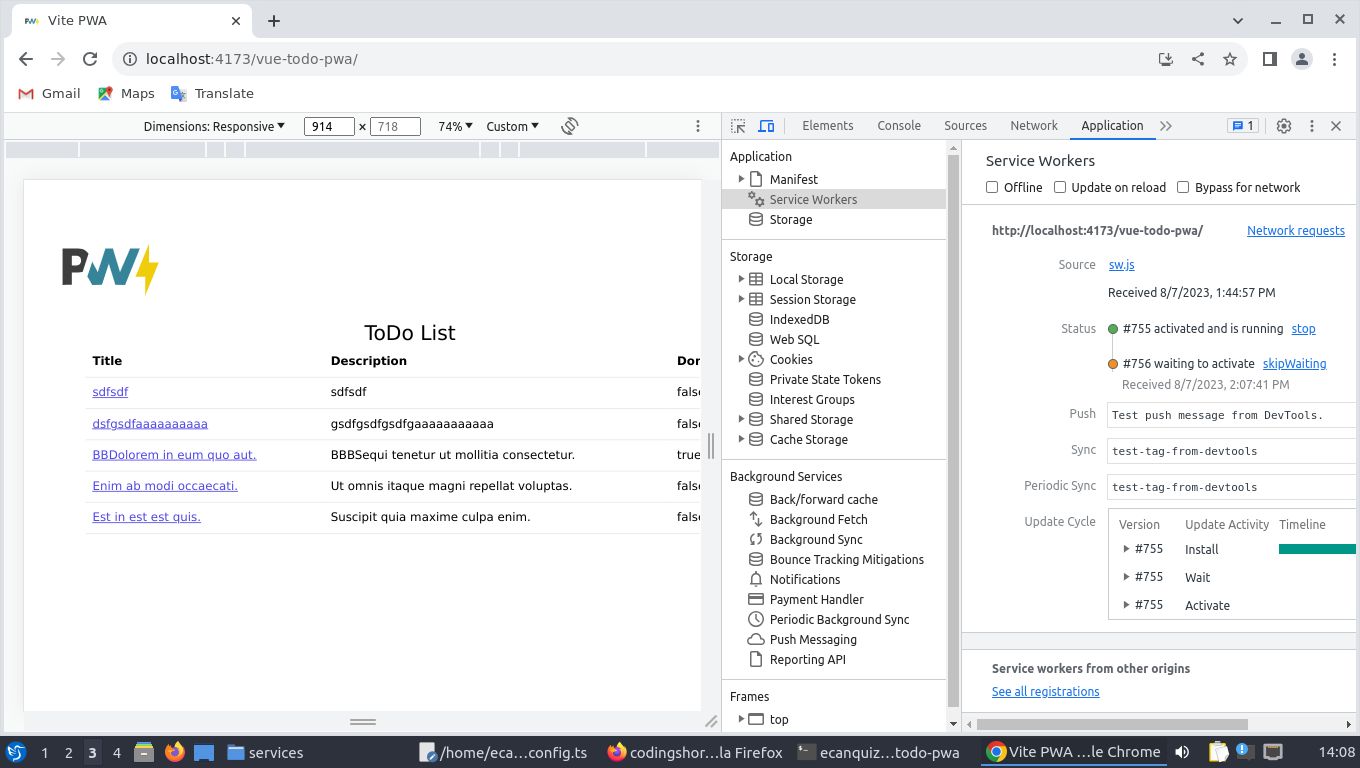 Vite PWA
localhost:4173/vue-todo-pwa/
Gmail Maps Translate
Dimensions: Responsive 914 × 718 74% Custom
Elements Console Sources Network Application 1
PW
ToDo List
Title Description Don
sdfsdf sdfsdf false
dsfgsdfaaaaaaaaaa gsdfgsdfgsdfgaaaaaaaaaaa false
BBDolorem in eum quo aut. BBBSequi tenetur ut mollitia consectetur. true
Enim ab modi occaecati. Ut omnis itaque magni repellat voluptas. false
Est in est est quis. Suscipit quia maxime culpa enim. false
Application
Manifest
Service Workers
Storage
Storage
Local Storage
Session Storage
IndexedDB
Web SQL
Cookies
Private State Tokens
Interest Groups
Shared Storage
Cache Storage
Background Services
Back/forward cache
Background Fetch
Background Sync
Bounce Tracking Mitigations
Notifications
Payment Handler
Periodic Background Sync
Push Messaging
Reporting API
Frames
top
Service Workers
Offline Update on reload Bypass for network
http://localhost:4173/vue-todo-pwa/ Network requests
Source sw.js
Received 8/7/2023, 1:44:57 PM
Status #755 activated and is running stop
#756 waiting to activate skipWaiting
Received 8/7/2023, 2:07:41 PM
Push Test push message from DevTools.
Sync test-tag-from-devtools
Periodic Sync test-tag-from-devtools
Update Cycle Version Update Activity Timeline
#755 Install
#755 Wait
#755 Activate
Service workers from other origins
See all registrations
1 2 3 4 services /home/eca...config.ts codingshor...la Firefox ecanquiz...todo-pwa Vite PWA ...le Chrome 14:08